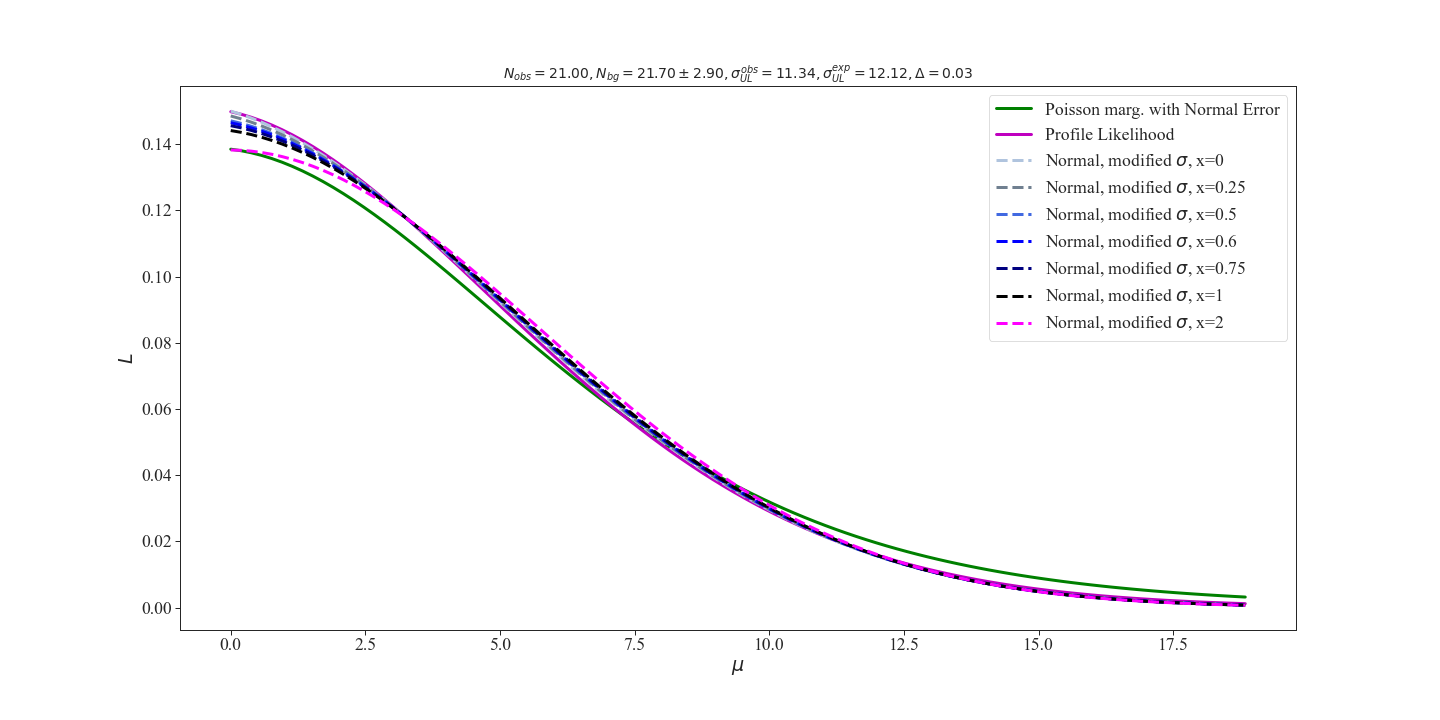 N_obs = 21.00, N_bg = 21.70 ± 2.90, σ_UL^obs = 11.34, σ_UL^exp = 12.12, Δ = 0.03
Poisson marg. with Normal Error
Profile Likelihood
Normal, modified σ, x=0
Normal, modified σ, x=0.25
Normal, modified σ, x=0.5
Normal, modified σ, x=0.6
Normal, modified σ, x=0.75
Normal, modified σ, x=1
Normal, modified σ, x=2
0.14
0.12
0.10
0.08
0.06
0.04
0.02
0.00
L
0.0 2.5 5.0 7.5 10.0 12.5 15.0 17.5
μ